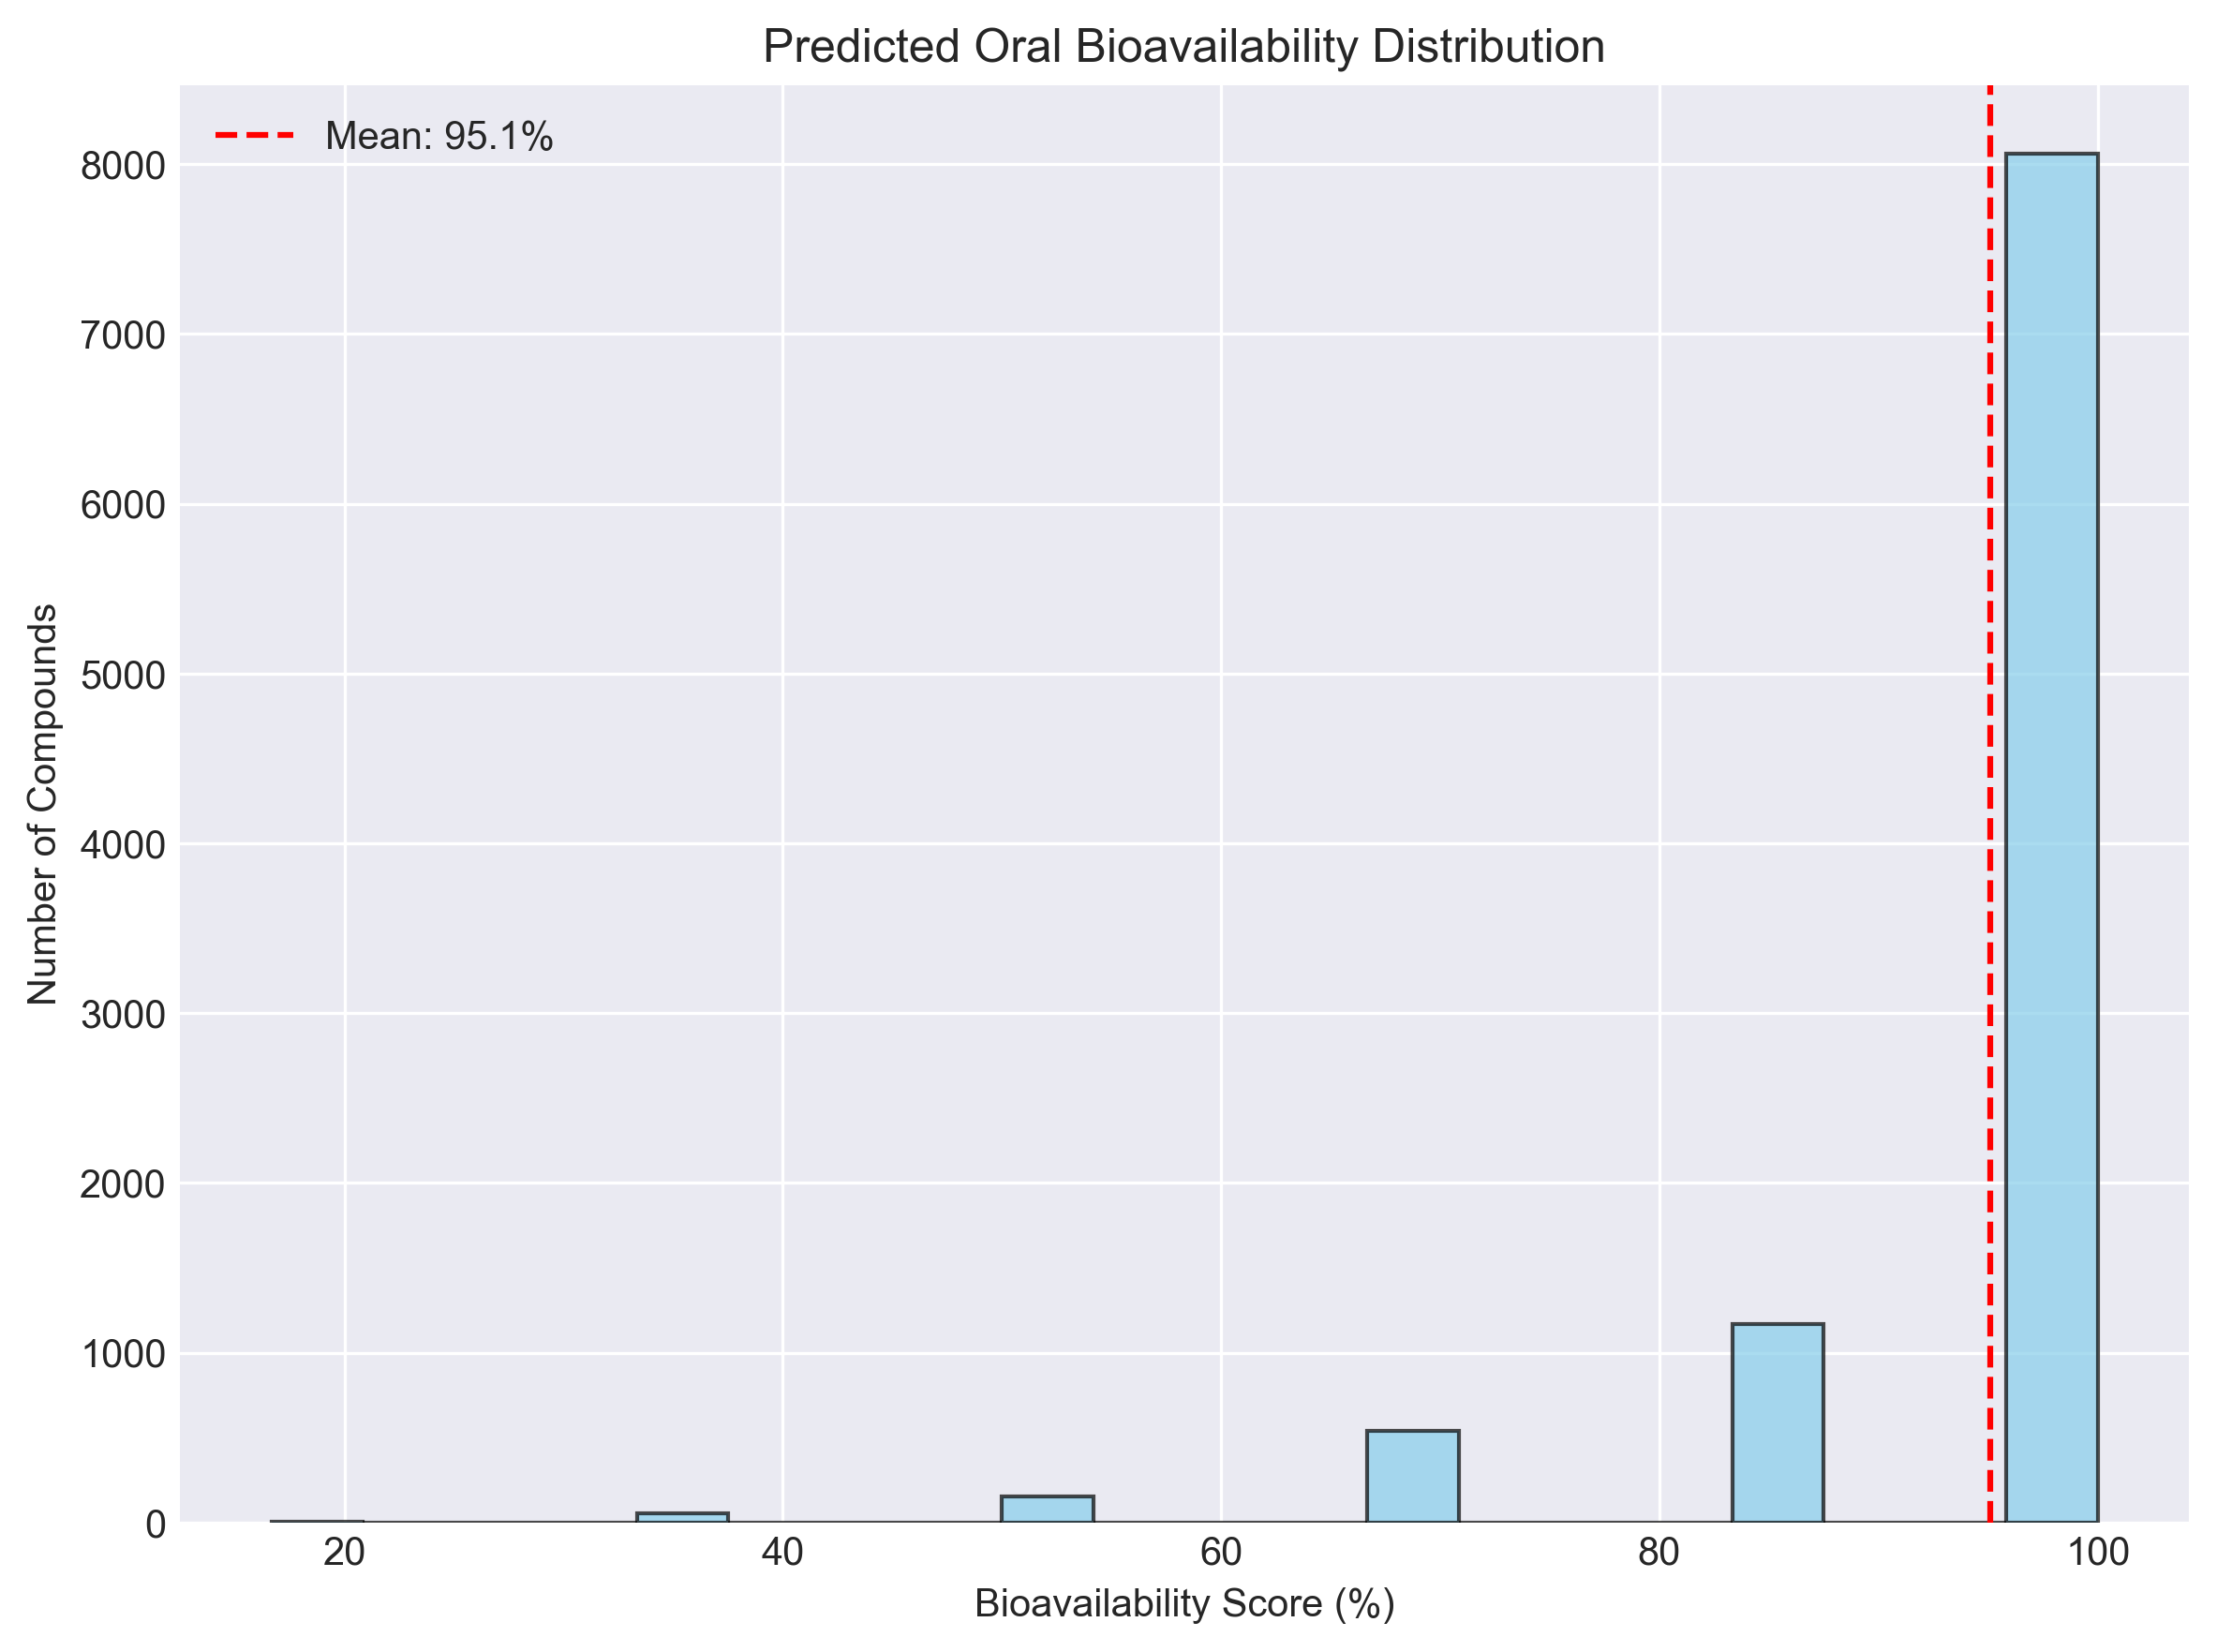 Predicted Oral Bioavailability Distribution
Mean: 95.1%
8000
7000
6000
5000
4000
3000
2000
1000
0
Number of Compounds
20 40 60 80 100
Bioavailability Score (%)